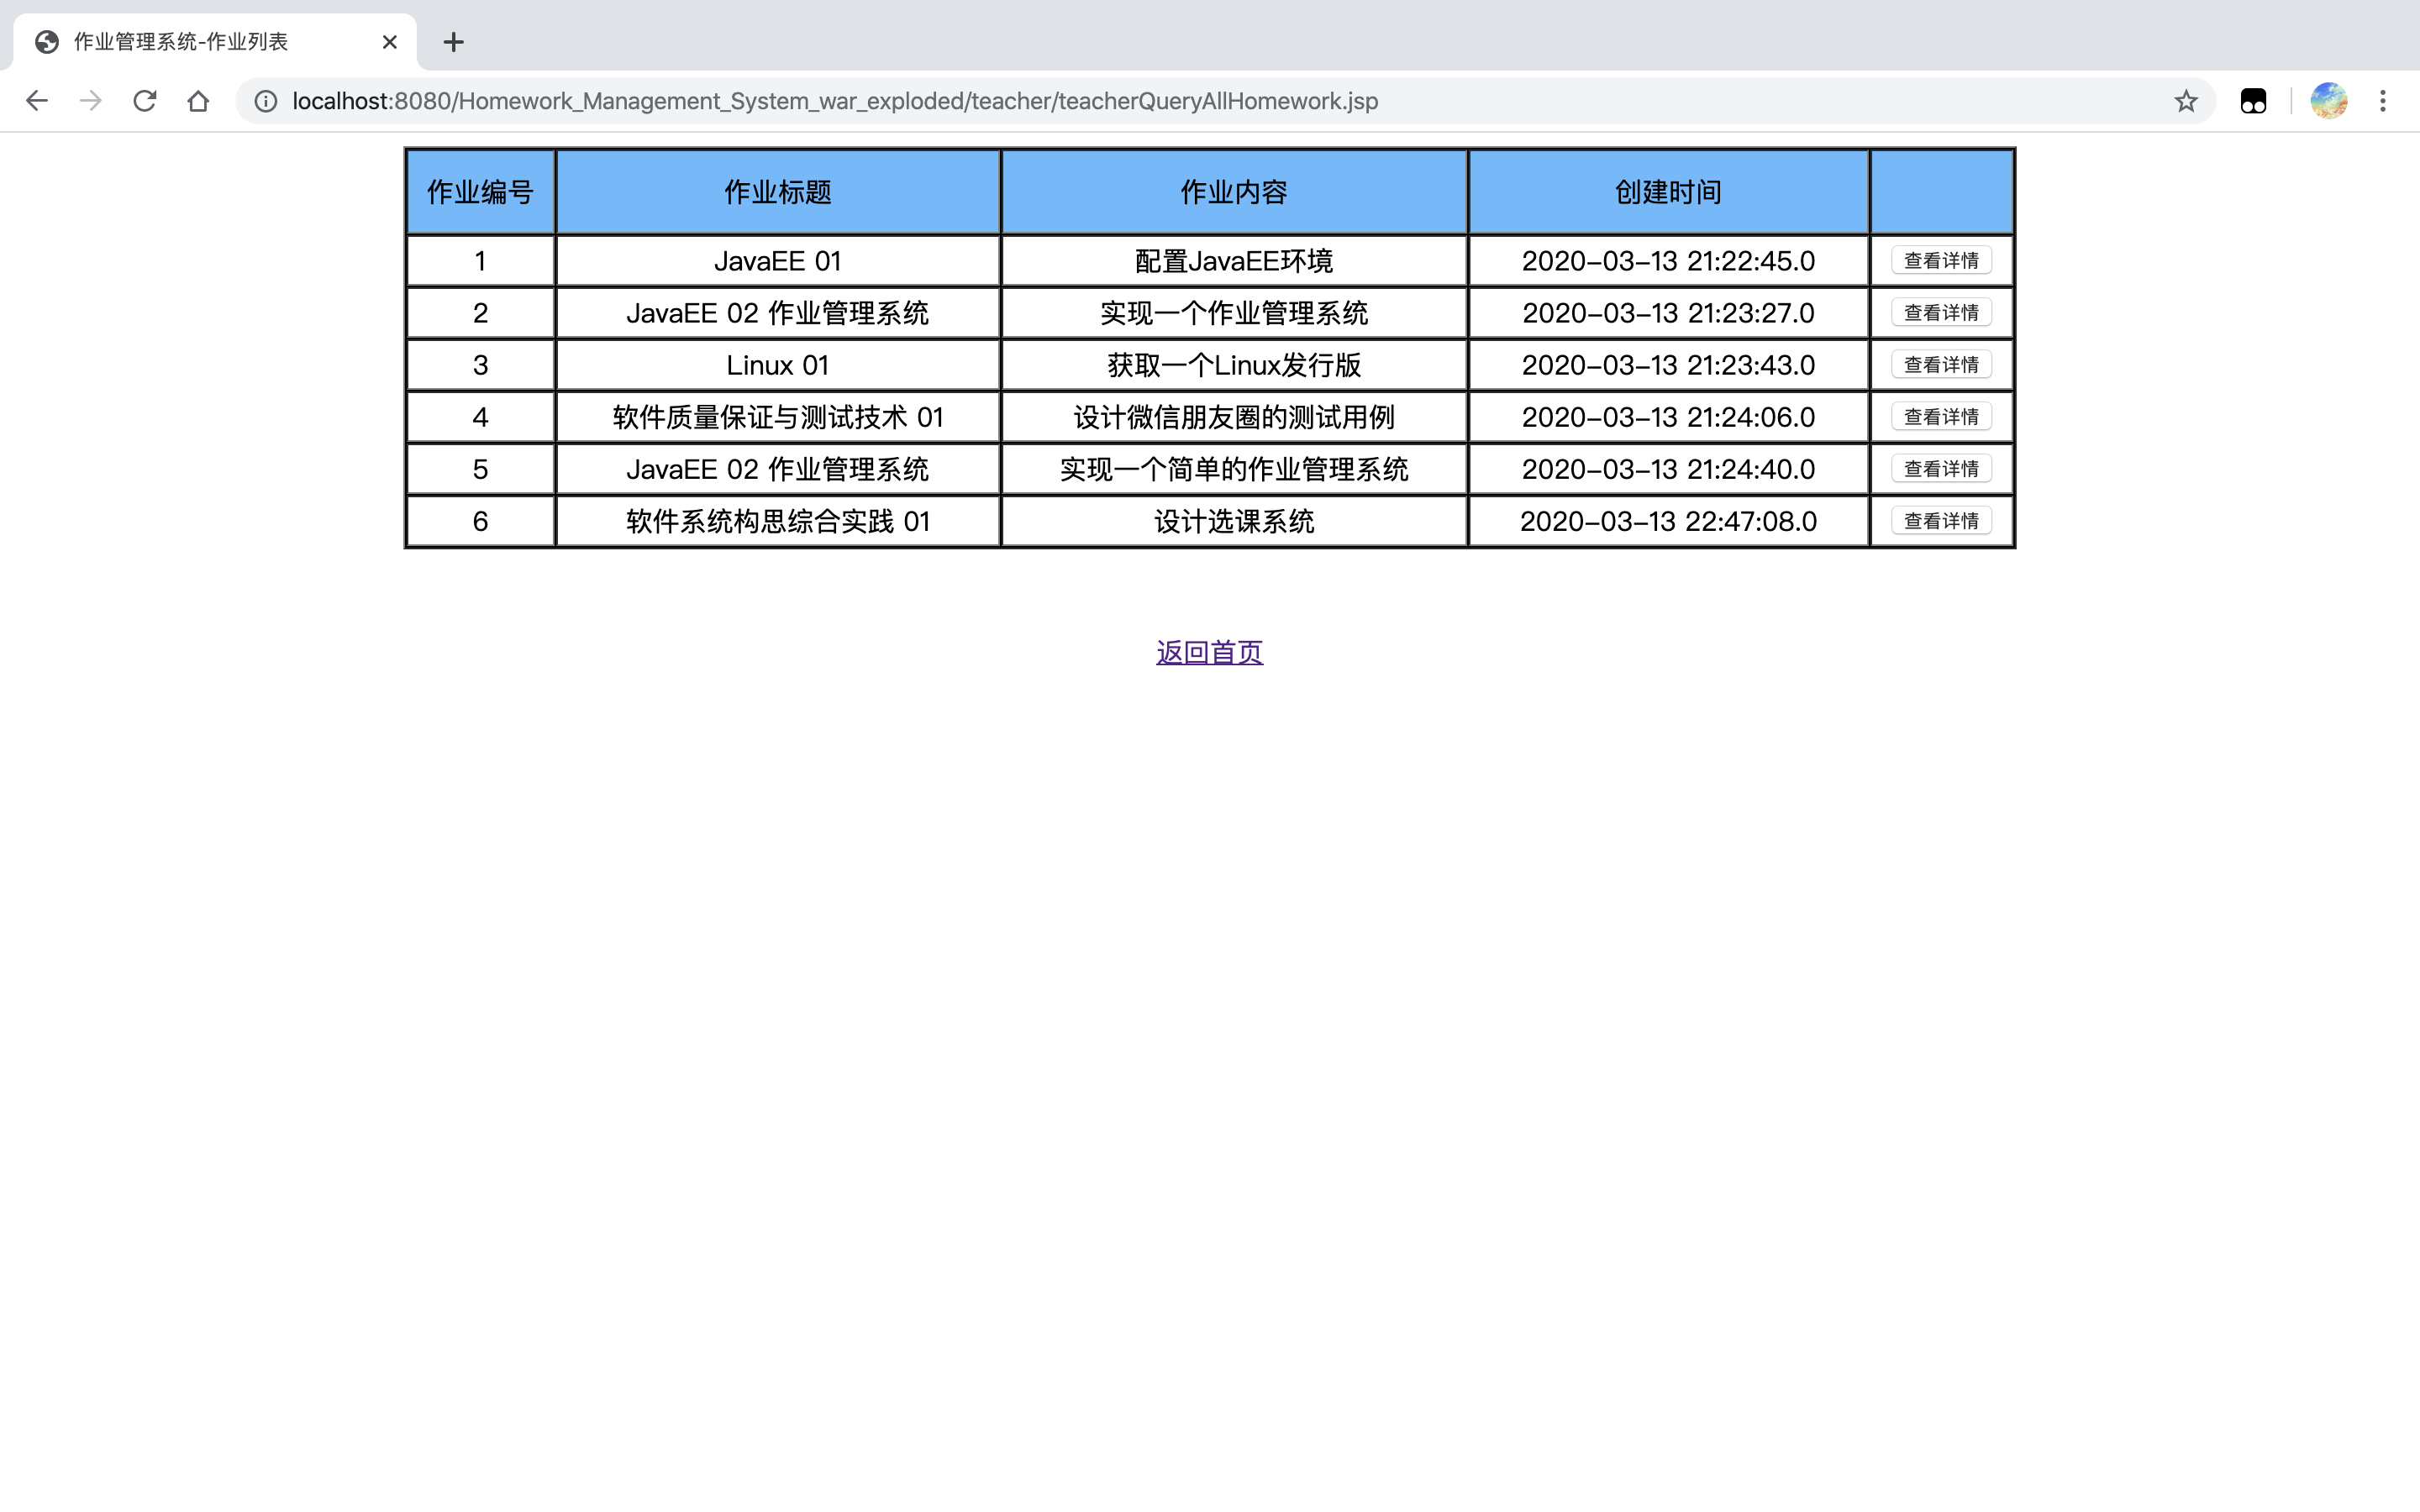 作业管理系统-作业列表
localhost:8080/Homework_Management_System_war_exploded/teacher/teacherQueryAllHomework.jsp
作业编号 作业标题 作业内容 创建时间
1 JavaEE 01 配置JavaEE环境 2020-03-13 21:22:45.0 查看详情
2 JavaEE 02 作业管理系统 实现一个作业管理系统 2020-03-13 21:23:27.0 查看详情
3 Linux 01 获取一个Linux发行版 2020-03-13 21:23:43.0 查看详情
4 软件质量保证与测试技术 01 设计微信朋友圈的测试用例 2020-03-13 21:24:06.0 查看详情
5 JavaEE 02 作业管理系统 实现一个简单的作业管理系统 2020-03-13 21:24:40.0 查看详情
6 软件系统构思综合实践 01 设计选课系统 2020-03-13 22:47:08.0 查看详情
返回首页